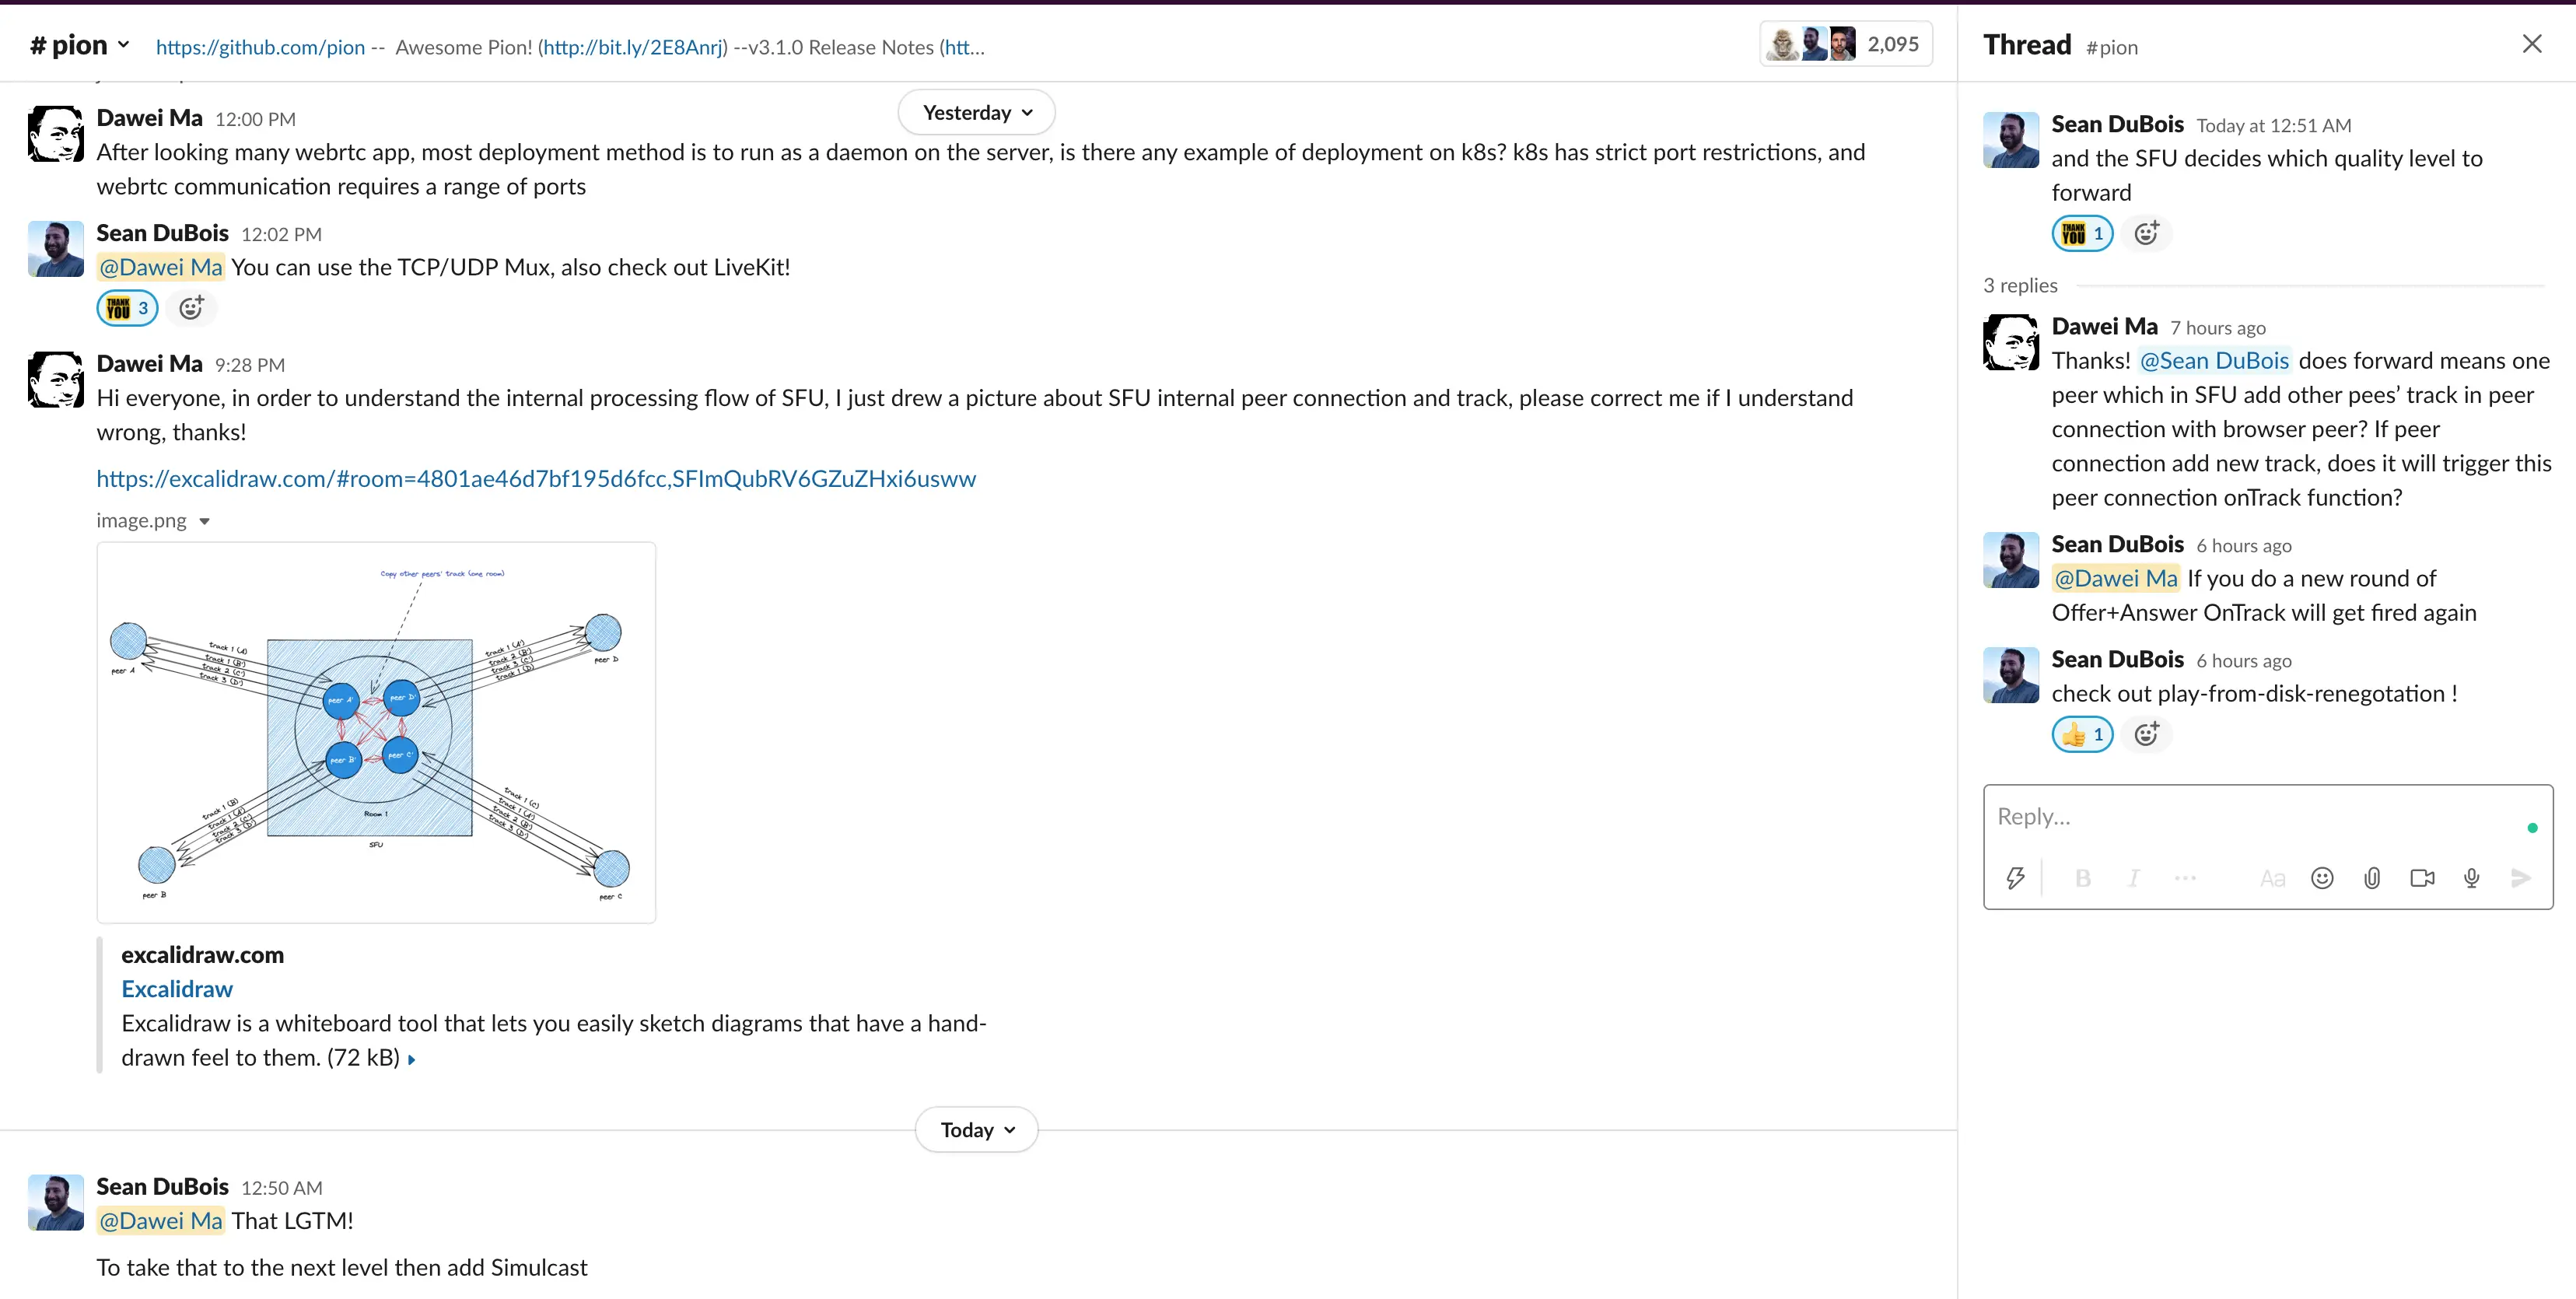 # pion
https://github.com/pion -- Awesome Pion! (http://bit.ly/2E8Anrj) --v3.1.0 Release Notes (htt...
2,095
Yesterday
Dawei Ma 12:00 PM
After looking many webrtc app, most deployment method is to run as a daemon on the server, is there any example of deployment on k8s? k8s has strict port restrictions, and
webrtc communication requires a range of ports
Sean DuBois 12:02 PM
@Dawei Ma You can use the TCP/UDP Mux, also check out LiveKit!
THANK YOU 3
Dawei Ma 9:28 PM
Hi everyone, in order to understand the internal processing flow of SFU, I just drew a picture about SFU internal peer connection and track, please correct me if I understand
wrong, thanks!
https://excalidraw.com/#room=4801ae46d7bf195d6fcc,SFImQubRV6GZuZHxi6usww
image.png
Copy other peers' track (one room)
peer A
track 1 (A)
track 1 (B')
track 2 (C')
track 3 (D')
track 1 (A')
track 2 (B')
track 3 (C')
track 1 (D)
peer D
peer A'
peer D'
peer B'
peer C'
Room 1
SFU
track 1 (B)
track 1 (A')
track 2 (C')
track 3 (D')
peer B
track 1 (C)
track 1 (A')
track 2 (B')
track 3 (D')
peer C
excalidraw.com
Excalidraw
Excalidraw is a whiteboard tool that lets you easily sketch diagrams that have a hand-
drawn feel to them. (72 kB)
Today
Sean DuBois 12:50 AM
@Dawei Ma That LGTM!
To take that to the next level then add Simulcast
Thread #pion
Sean DuBois Today at 12:51 AM
and the SFU decides which quality level to
forward
THANK YOU 1
3 replies
Dawei Ma 7 hours ago
Thanks! @Sean DuBois does forward means one
peer which in SFU add other pees’ track in peer
connection with browser peer? If peer
connection add new track, does it will trigger this
peer connection onTrack function?
Sean DuBois 6 hours ago
@Dawei Ma If you do a new round of
Offer+Answer OnTrack will get fired again
Sean DuBois 6 hours ago
check out play-from-disk-renegotation !
1
Reply...
B I ... Aa